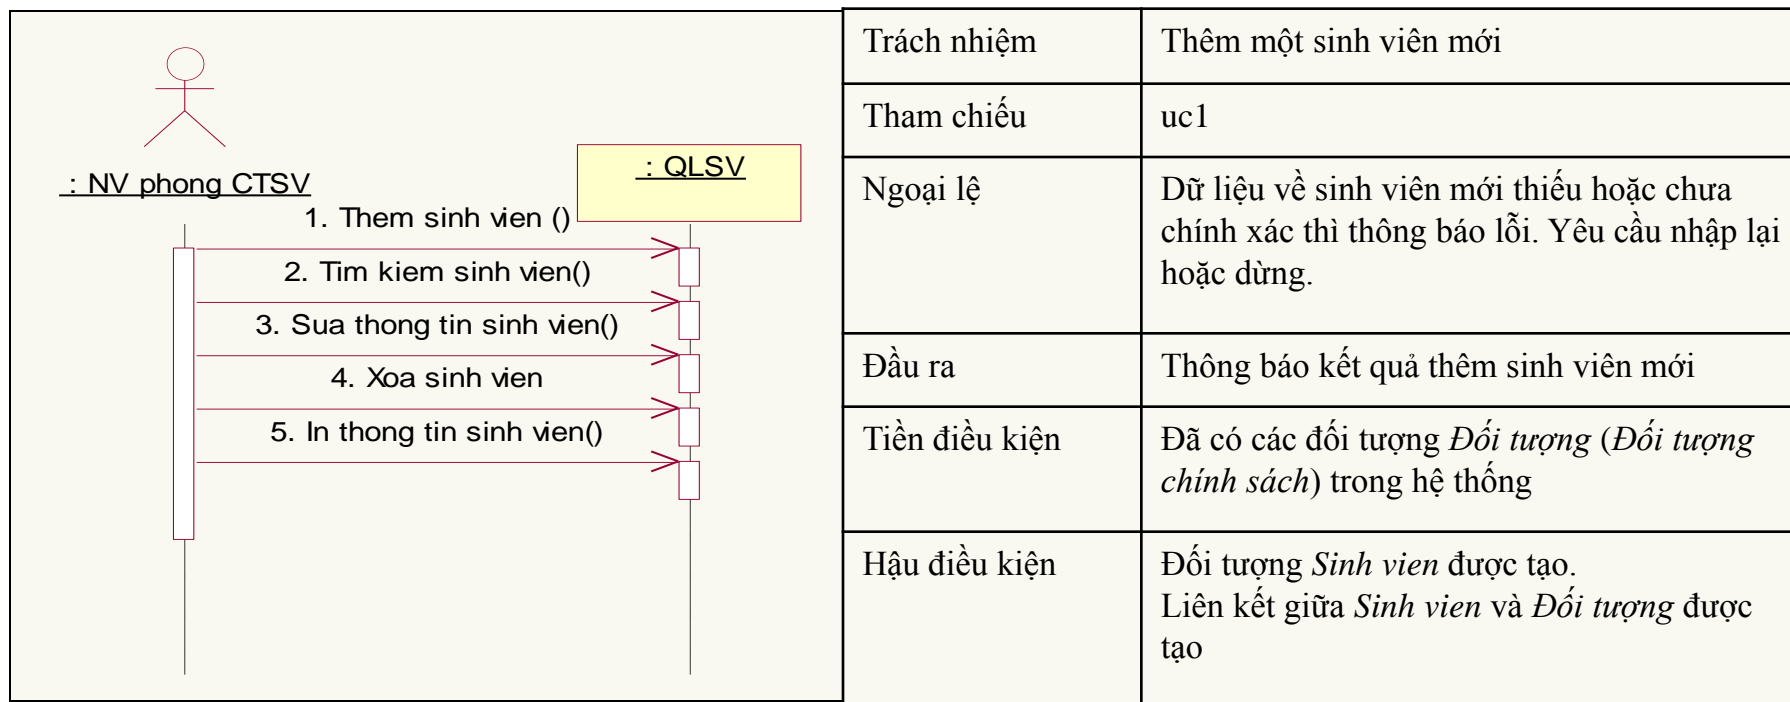 : NV phong CTSV
: QLSV
1. Them sinh vien ()
2. Tim kiem sinh vien()
3. Sua thong tin sinh vien()
4. Xoa sinh vien
5. In thong tin sinh vien()
Trách nhiệm
Thêm một sinh viên mới
Tham chiếu
uc1
Ngoại lệ
Dữ liệu về sinh viên mới thiếu hoặc chưa
chính xác thì thông báo lỗi. Yêu cầu nhập lại
hoặc dừng.
Đầu ra
Thông báo kết quả thêm sinh viên mới
Tiền điều kiện
Đã có các đối tượng Đối tượng (Đối tượng
chính sách) trong hệ thống
Hậu điều kiện
Đối tượng Sinh vien được tạo.
Liên kết giữa Sinh vien và Đối tượng được
tạo